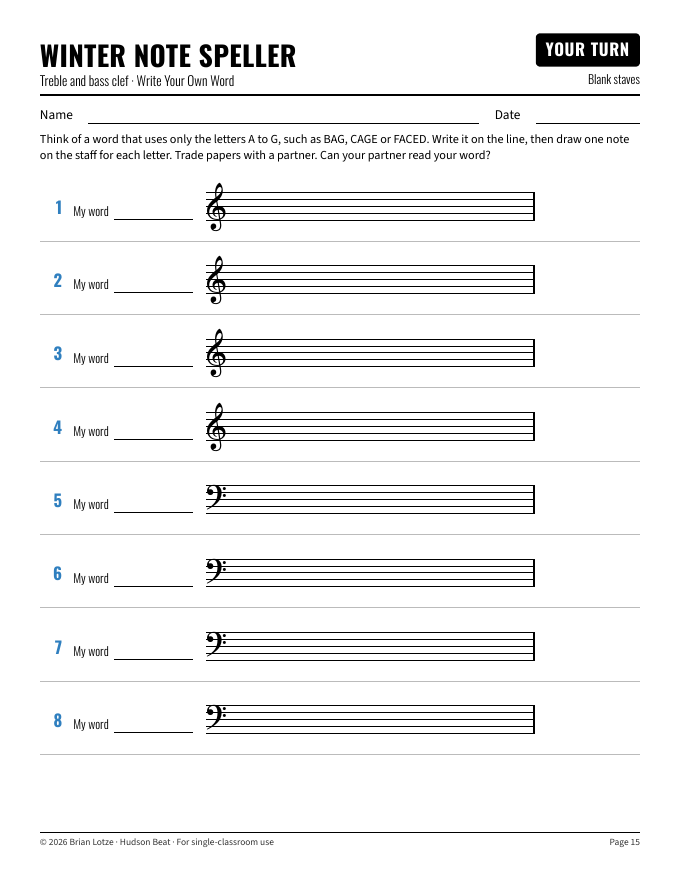 WINTER NOTE SPELLER
YOUR TURN
Treble and bass clef · Write Your Own Word
Blank staves
Name
Date
Think of a word that uses only the letters A to G, such as BAG, CAGE or FACED. Write it on the line, then draw one note
on the staff for each letter. Trade papers with a partner. Can your partner read your word?
1 My word
2 My word
3 My word
4 My word
5 My word
6 My word
7 My word
8 My word
© 2026 Brian Lotze · Hudson Beat · For single-classroom use
Page 15